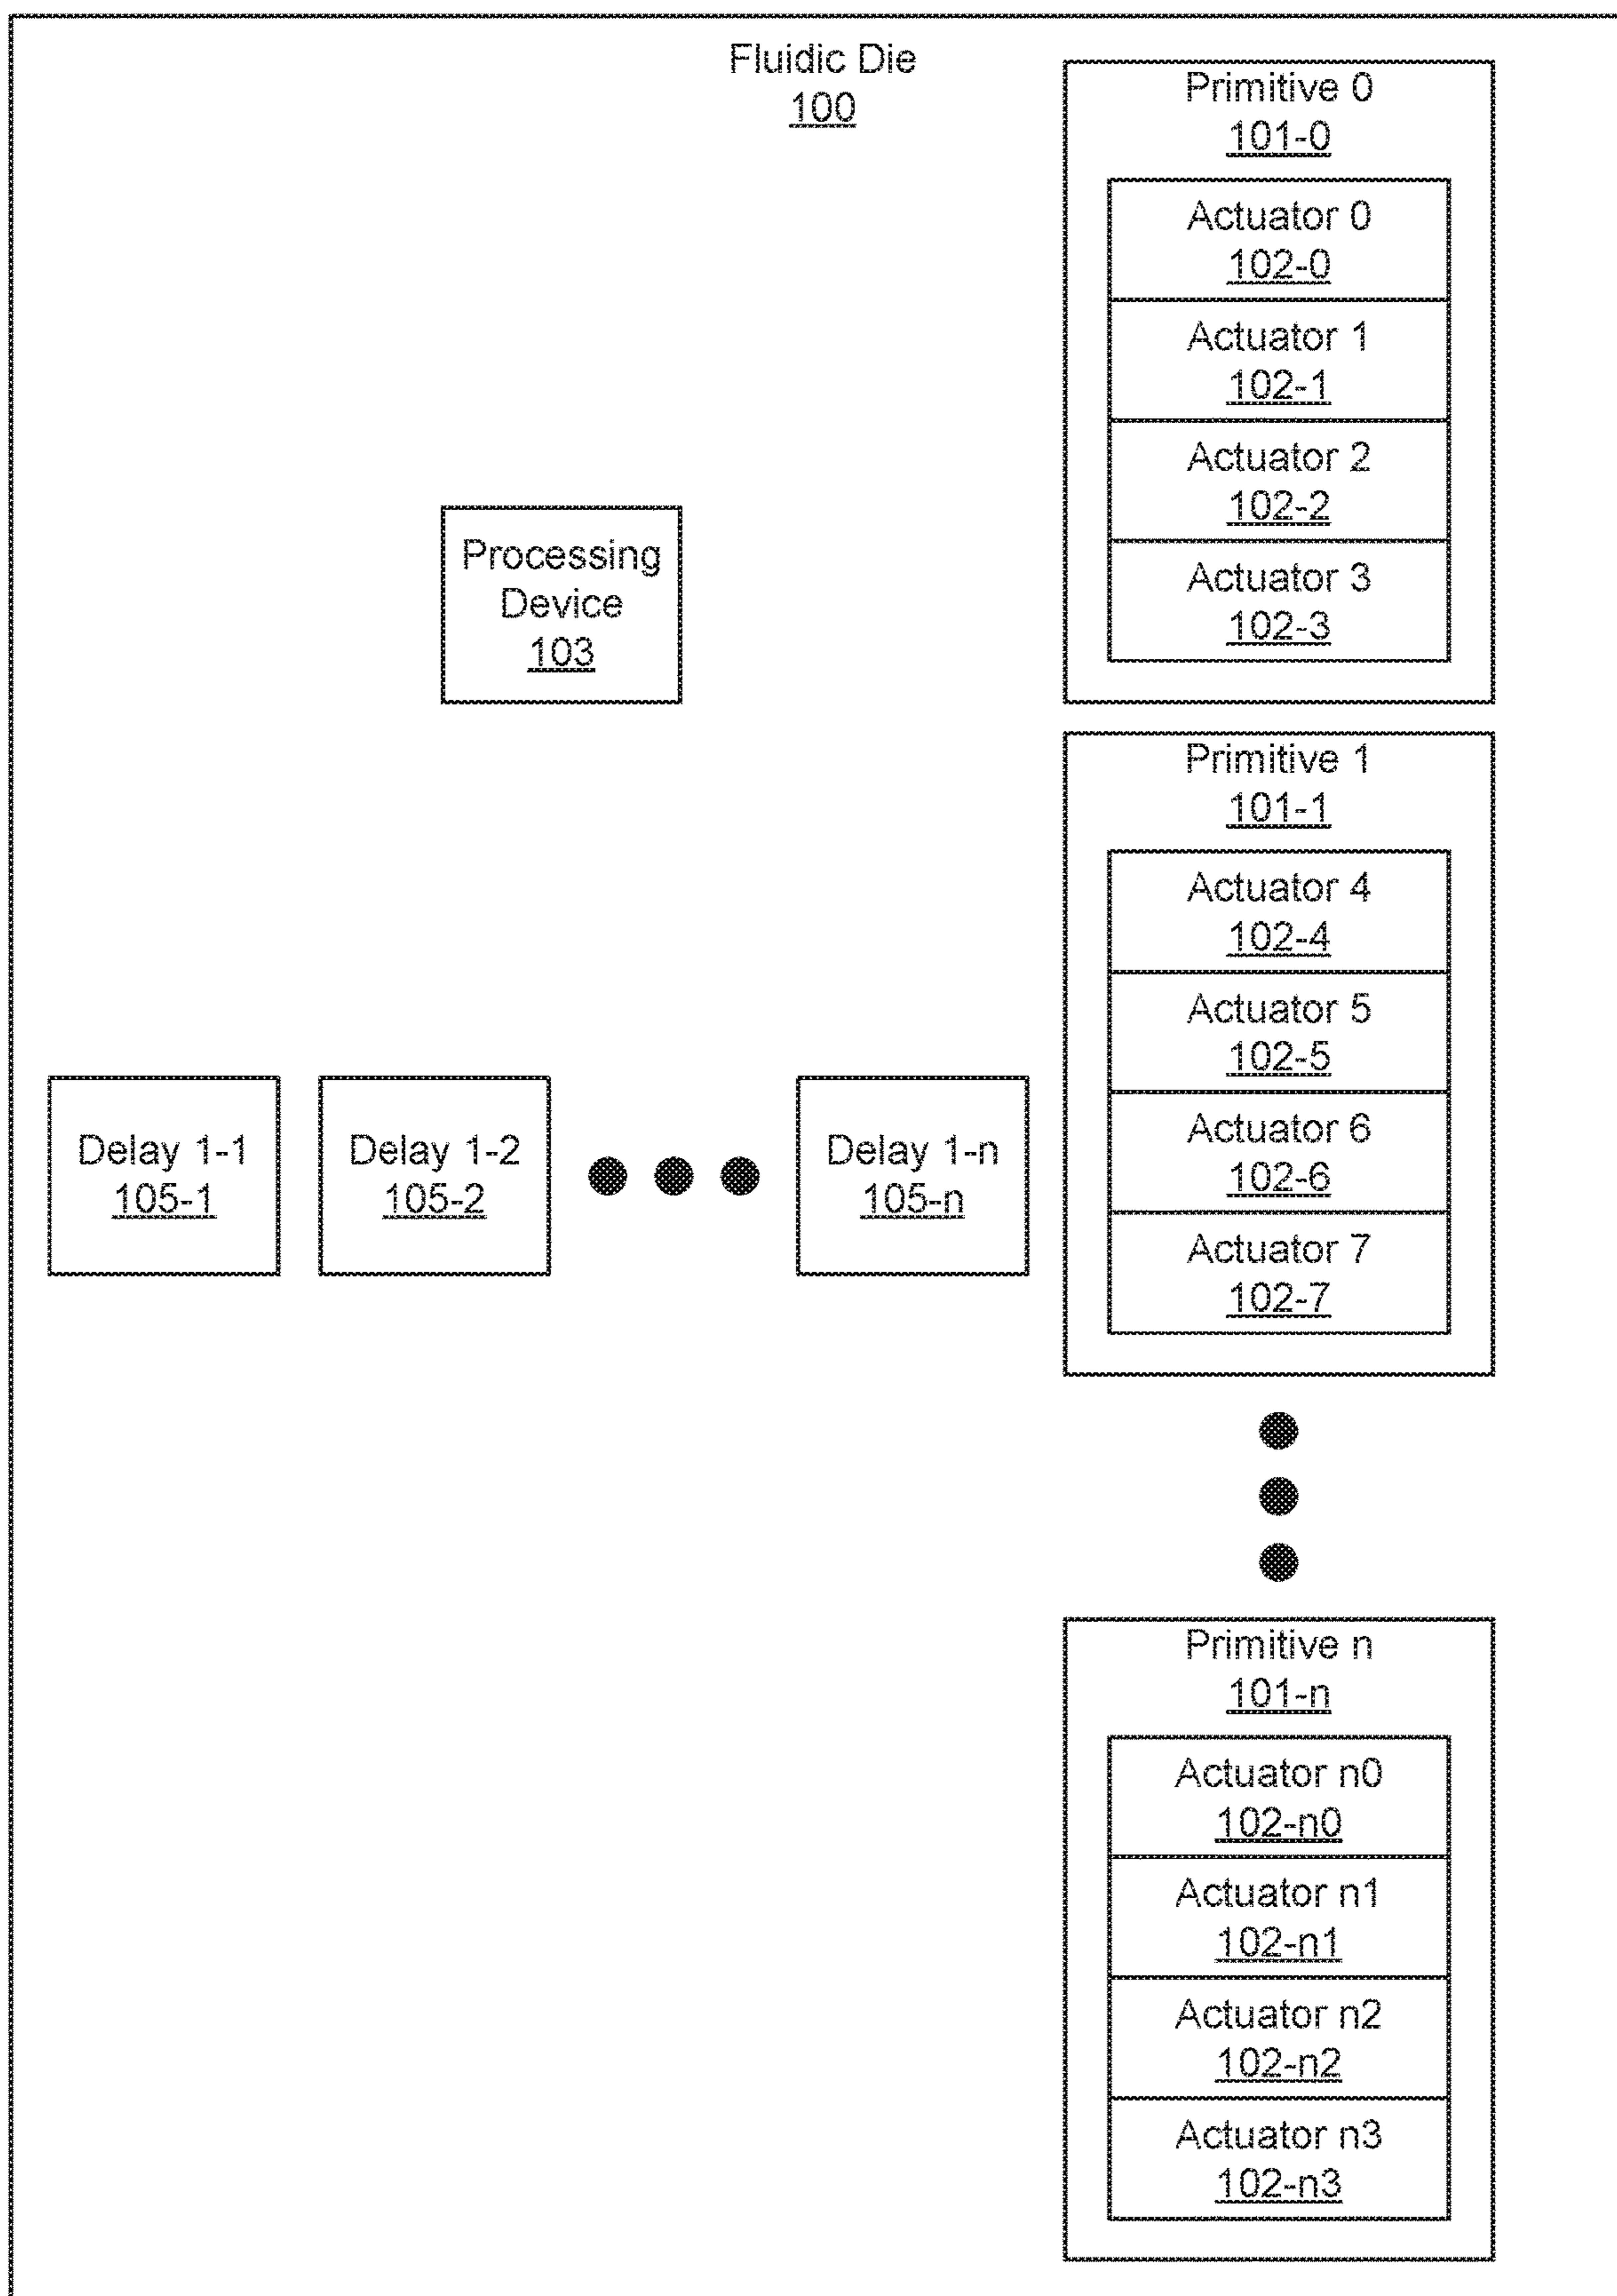 Fluidic Die
100
Primitive 0
101-0
Actuator 0
102-0
Actuator 1
102-1
Actuator 2
102-2
Actuator 3
102-3
Processing
Device
103
Primitive 1
101-1
Actuator 4
102-4
Actuator 5
102-5
Actuator 6
102-6
Actuator 7
102-7
Delay 1-1
105-1
Delay 1-2
105-2
Delay 1-n
105-n
Primitive n
101-n
Actuator n0
102-n0
Actuator n1
102-n1
Actuator n2
102-n2
Actuator n3
102-n3